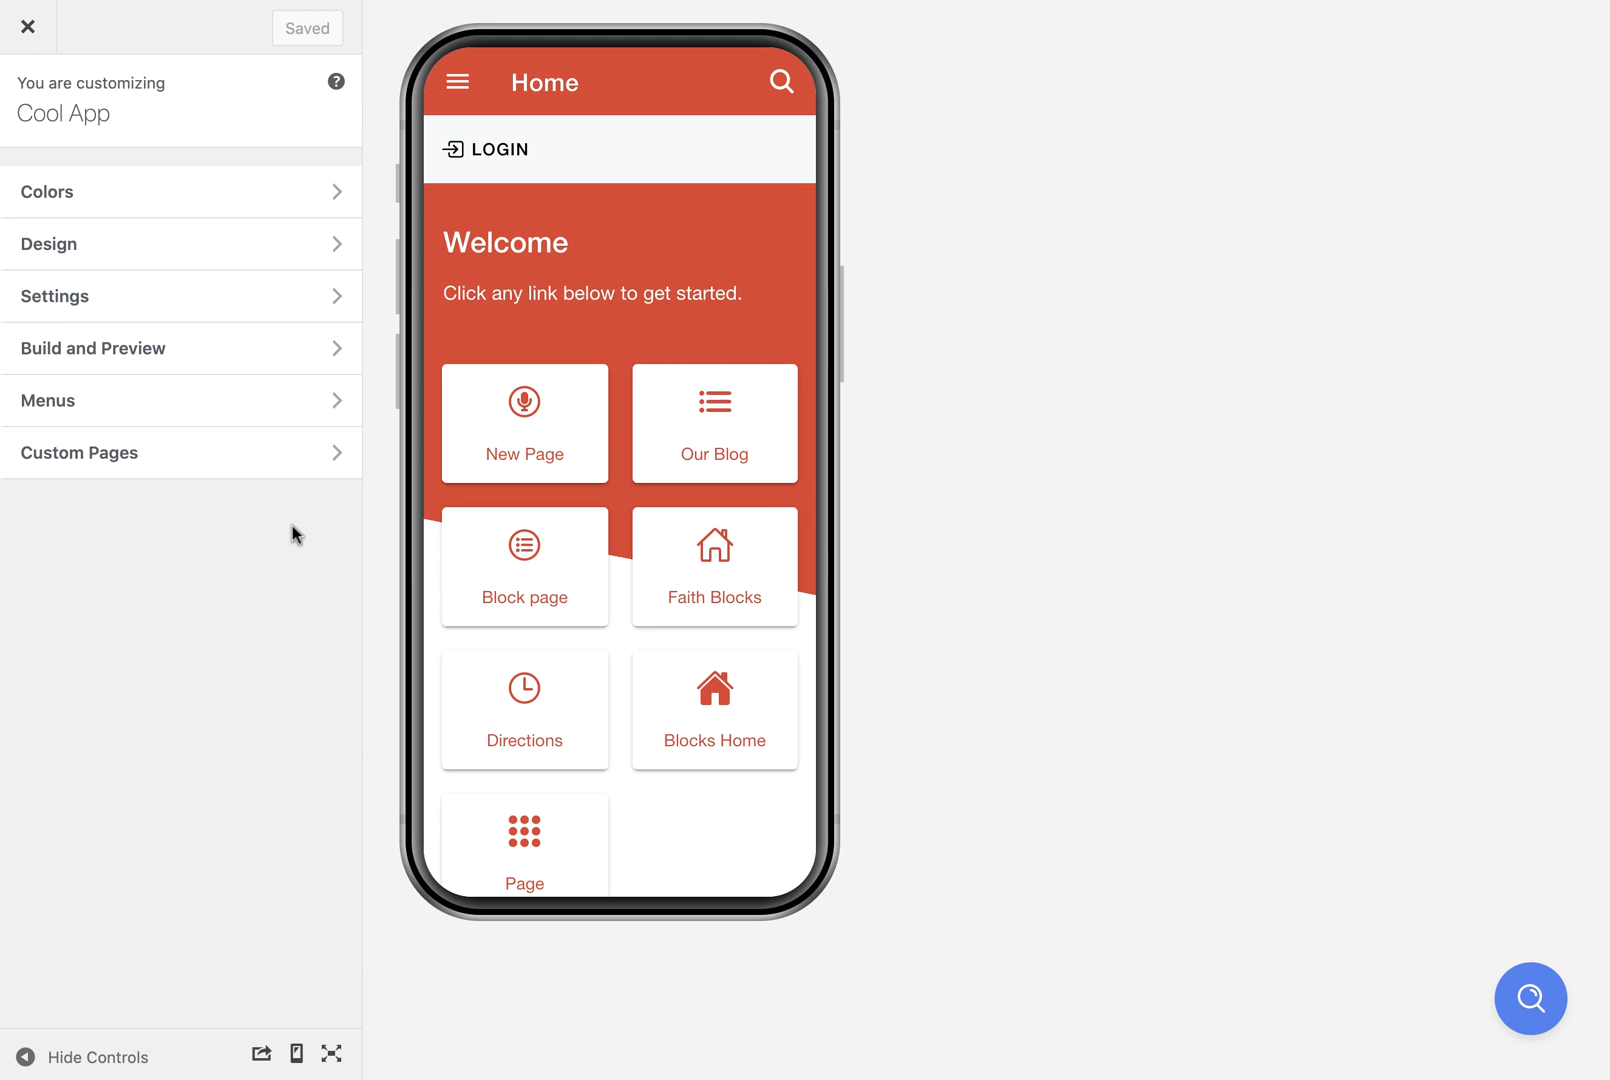 Saved
You are customizing
Cool App
Colors
Design
Settings
Build and Preview
Menus
Custom Pages
Hide Controls
Home
LOGIN
Welcome
Click any link below to get started.
New Page
Our Blog
Block page
Faith Blocks
Directions
Blocks Home
Page